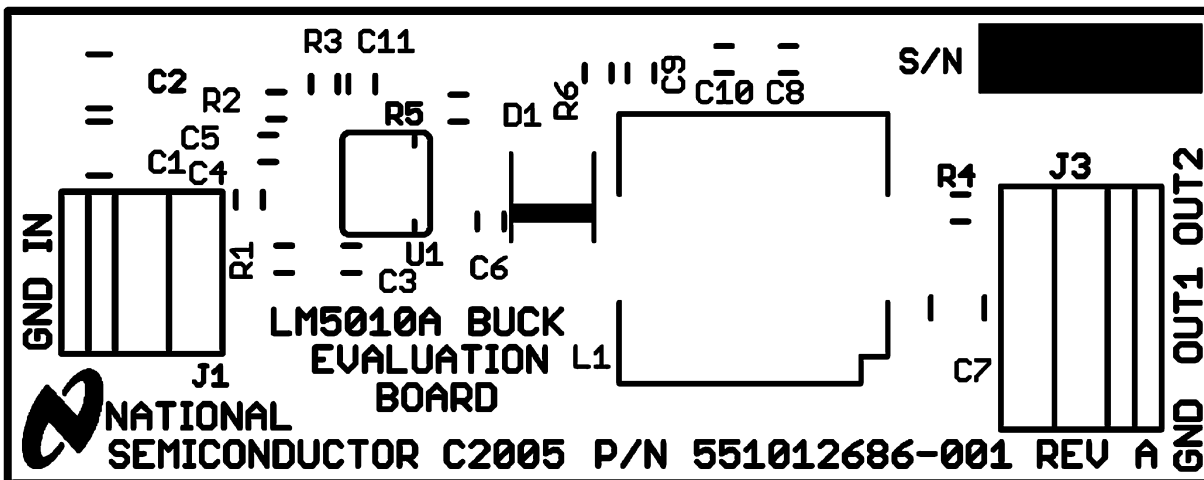 R3 C11
S/N
C2
R2
C5
C1 C4
R5
D1
R6
C9
C10 C8
R4
J3
GND IN
R1
U1
C3
C6
LM5010A BUCK
EVALUATION
BOARD
L1
C7
J1
GND OUT1 OUT2
NATIONAL
SEMICONDUCTOR C2005 P/N 551012686-001 REV A